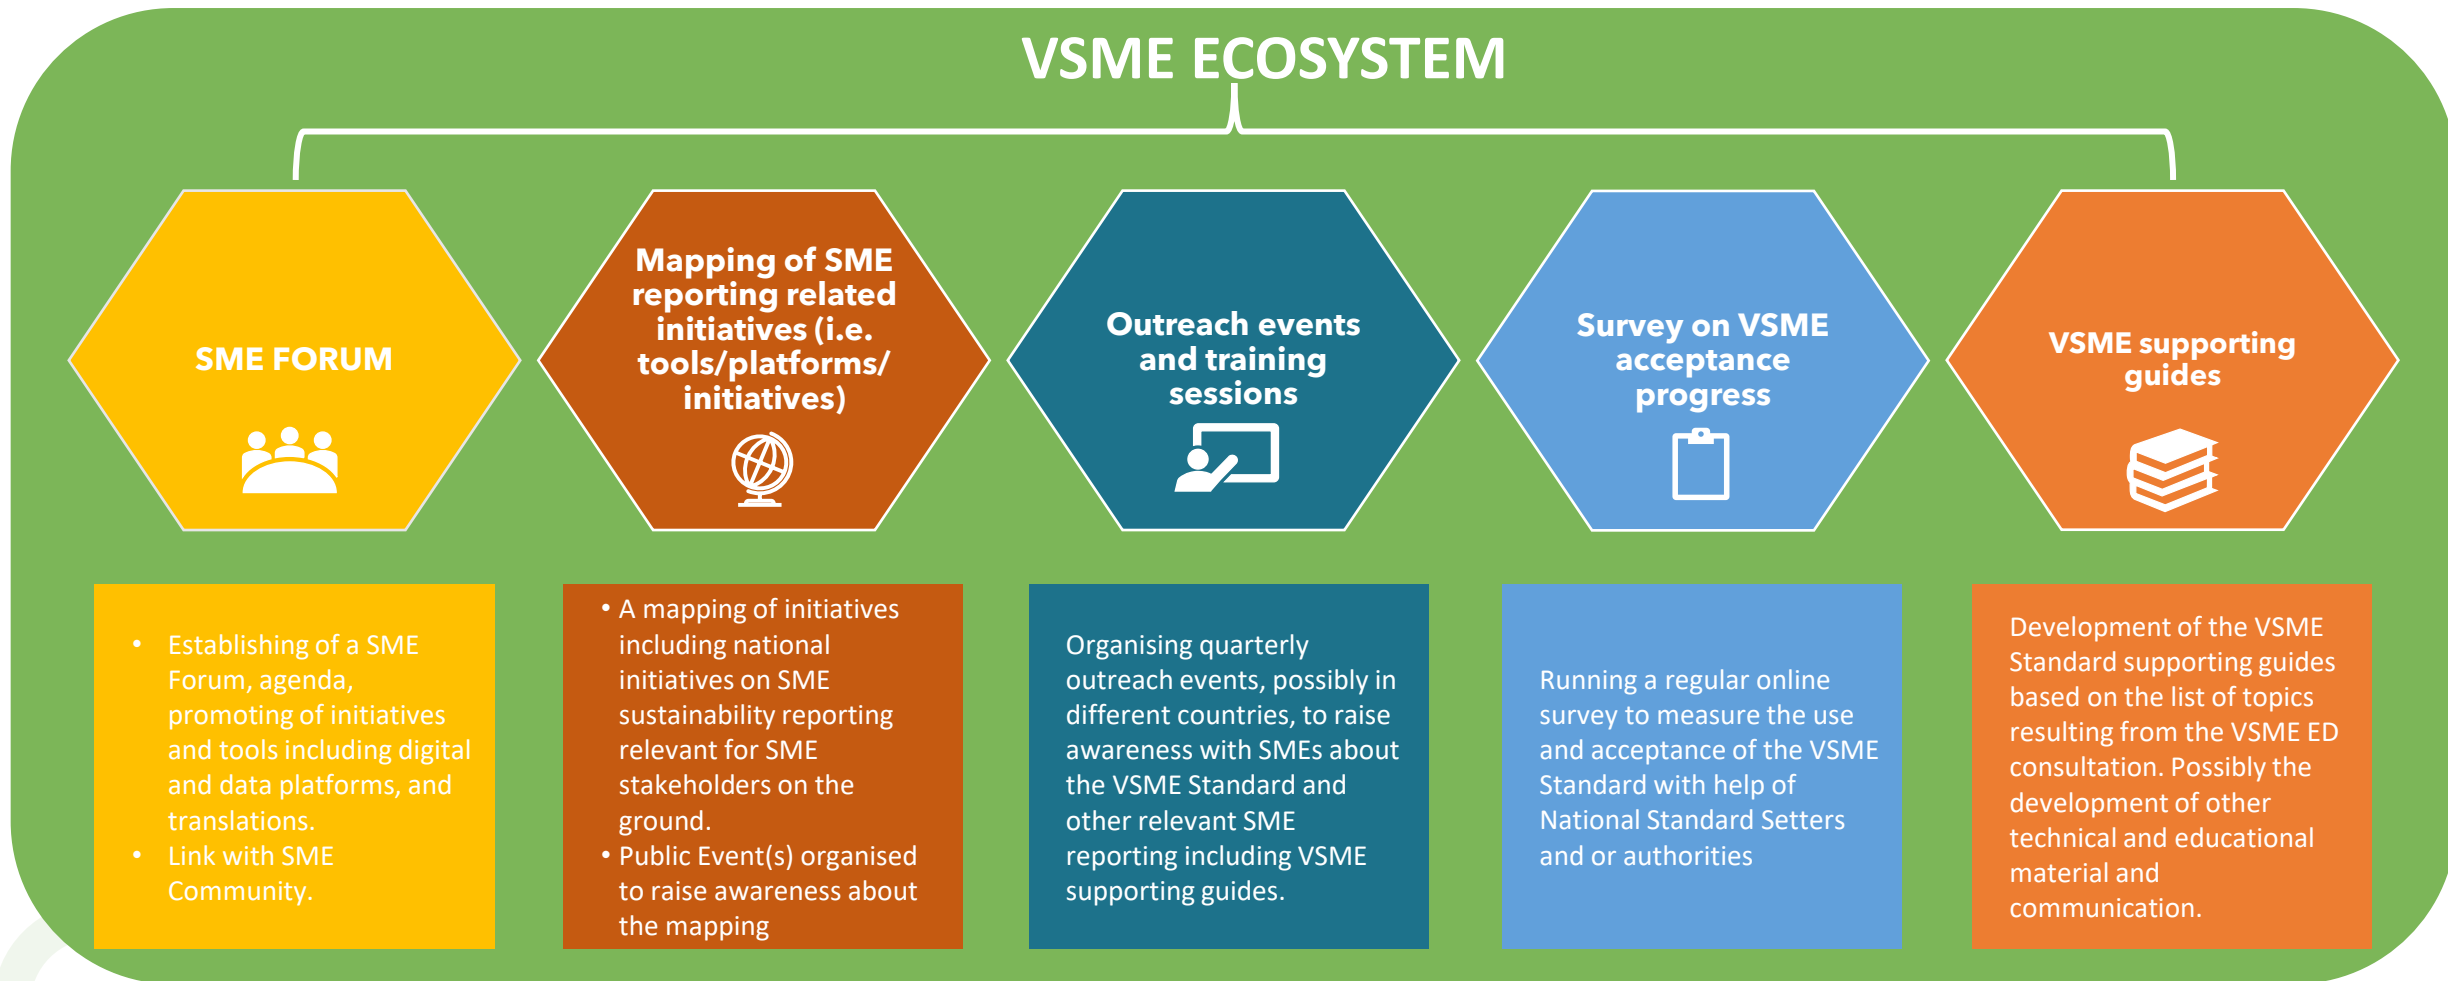 VSME ECOSYSTEM
SME FORUM
Mapping of SME
reporting related
initiatives (i.e.
tools/platforms/
initiatives)
Outreach events
and training
sessions
Survey on VSME
acceptance
progress
VSME supporting
guides
• Establishing of a SME
Forum, agenda,
promoting of initiatives
and tools including digital
and data platforms, and
translations.
• Link with SME
Community.
• A mapping of initiatives
including national
initiatives on SME
sustainability reporting
relevant for SME
stakeholders on the
ground.
• Public Event(s) organised
to raise awareness about
the mapping
Organising quarterly
outreach events, possibly in
different countries, to raise
awareness with SMEs about
the VSME Standard and
other relevant SME
reporting including VSME
supporting guides.
Running a regular online
survey to measure the use
and acceptance of the VSME
Standard with help of
National Standard Setters
and or authorities
Development of the VSME
Standard supporting guides
based on the list of topics
resulting from the VSME ED
consultation. Possibly the
development of other
technical and educational
material and
communication.